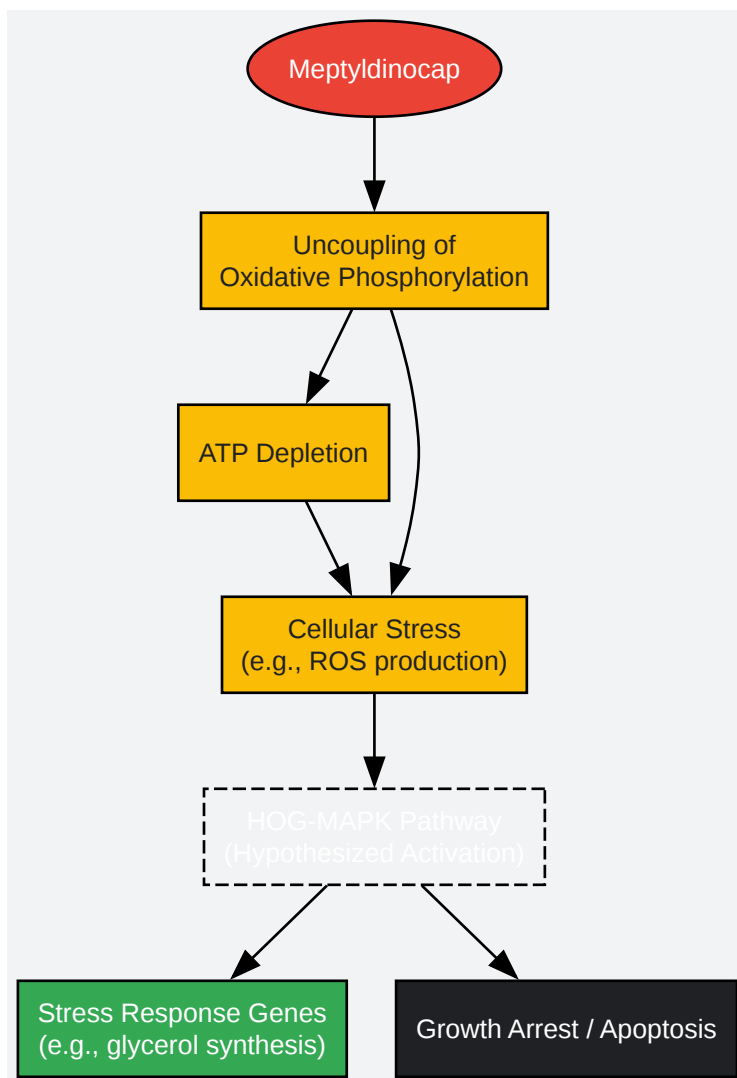 Meptyldinocap
Uncoupling of
Oxidative Phosphorylation
ATP Depletion
Cellular Stress
(e.g., ROS production)
HOG-MAPK Pathway
(Hypothesized Activation)
Stress Response Genes
(e.g., glycerol synthesis)
Growth Arrest / Apoptosis